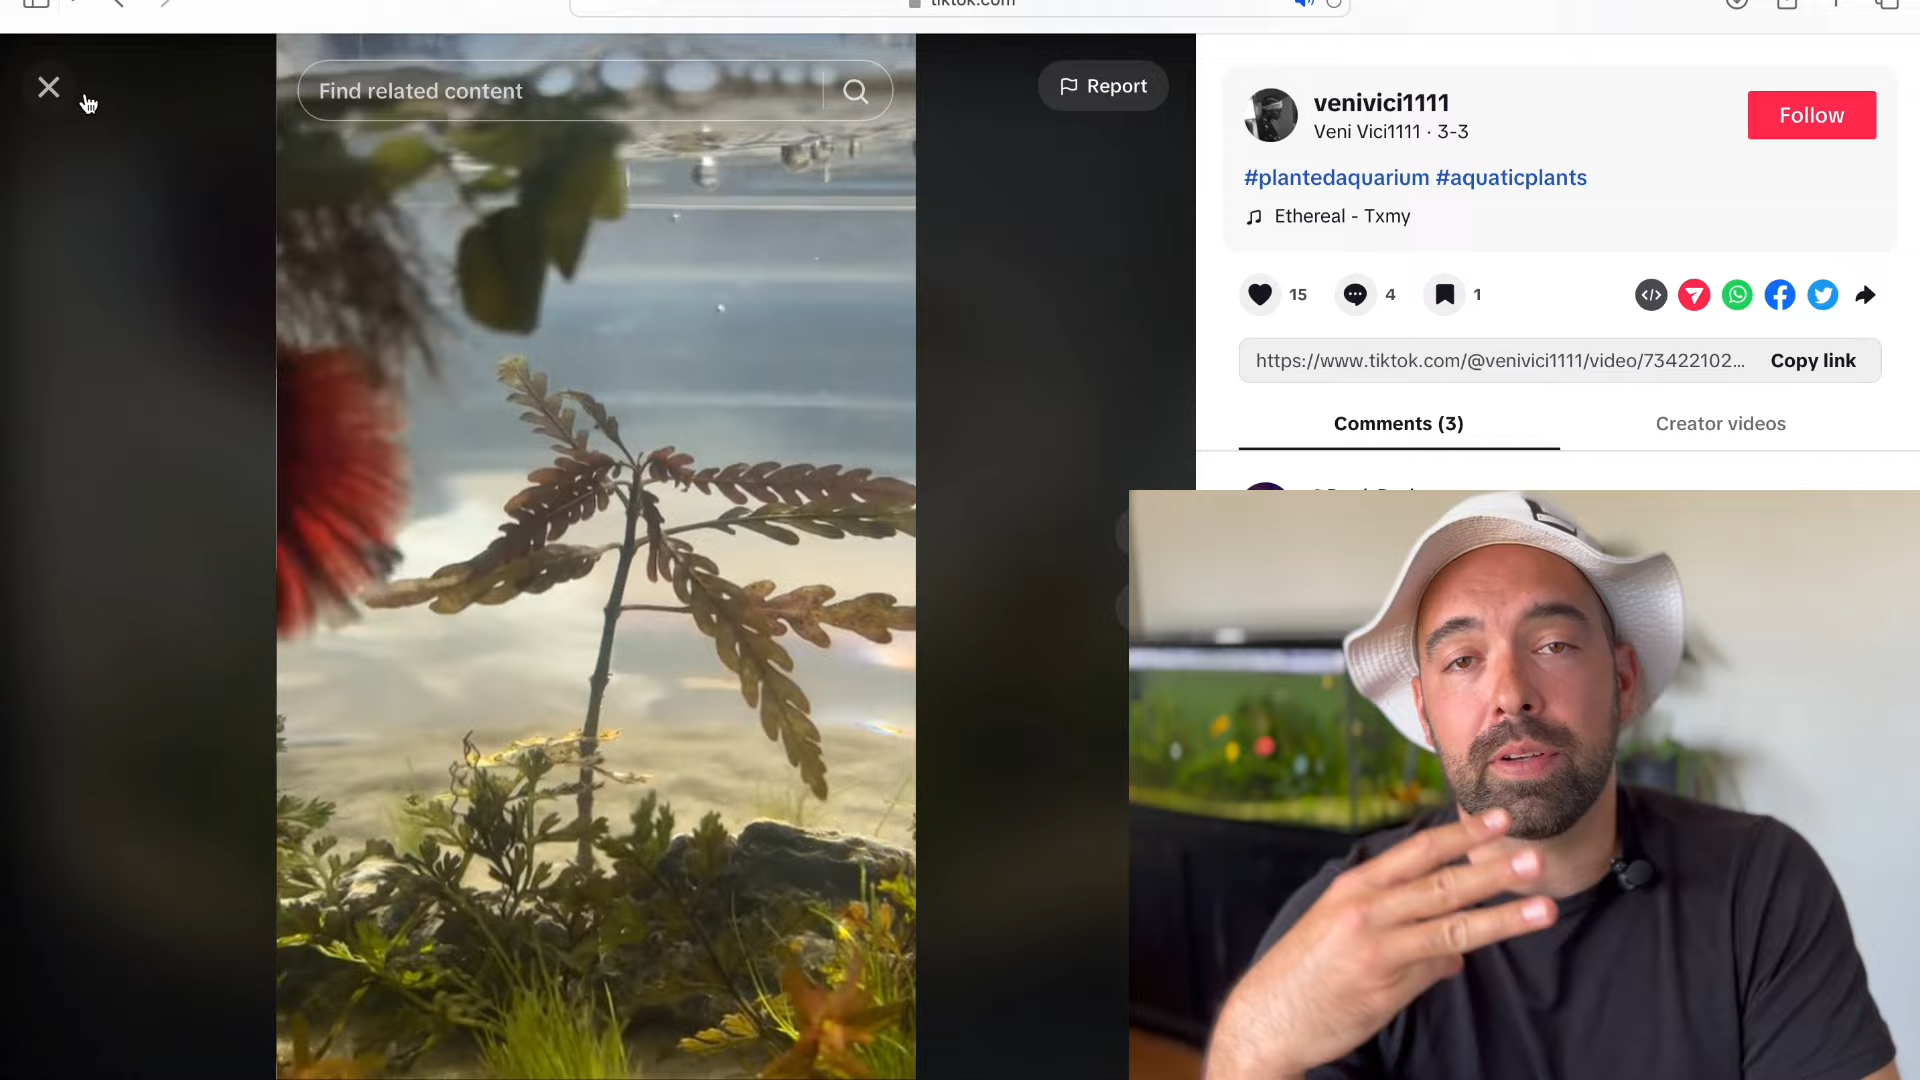 tiktok.com
Find related content
Report
venivici1111
Veni Vici1111 · 3-3
Follow
#plantedaquarium #aquaticplants
Ethereal - Txmy
15
4
1
https://www.tiktok.com/@venivici1111/video/73422102...
Copy link
Comments (3)
Creator videos